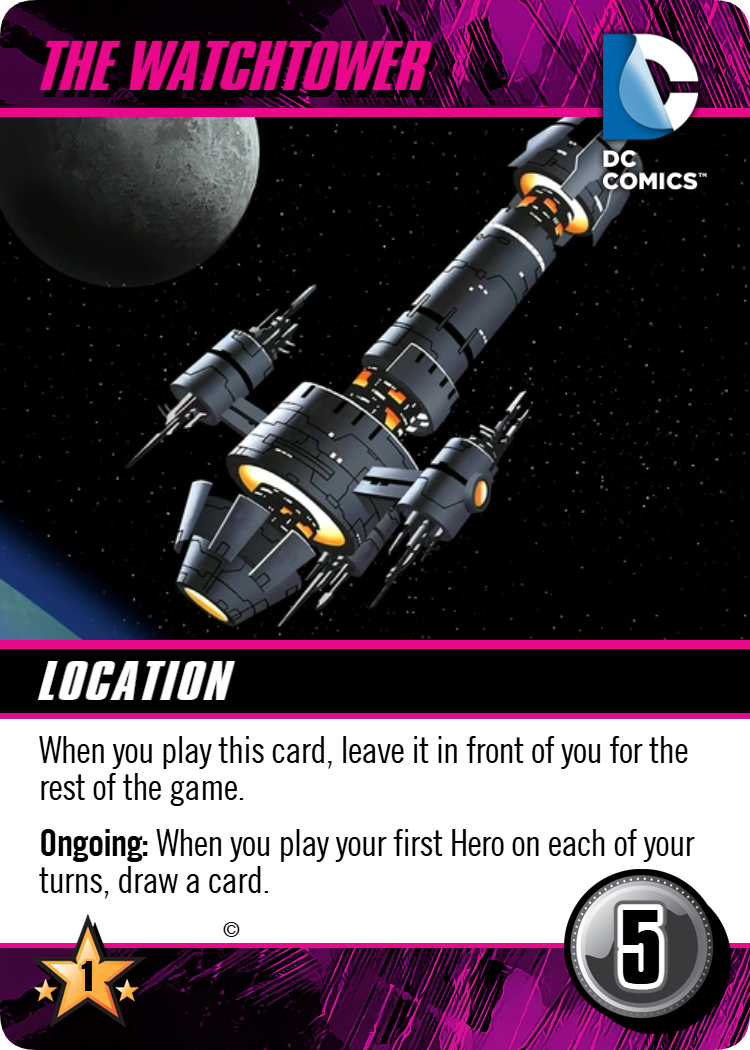 THE WATCHTOWER
DC
COMICS™
LOCATION
When you play this card, leave it in front of you for the
rest of the game.
Ongoing: When you play your first Hero on each of your
turns, draw a card.
©
1
5